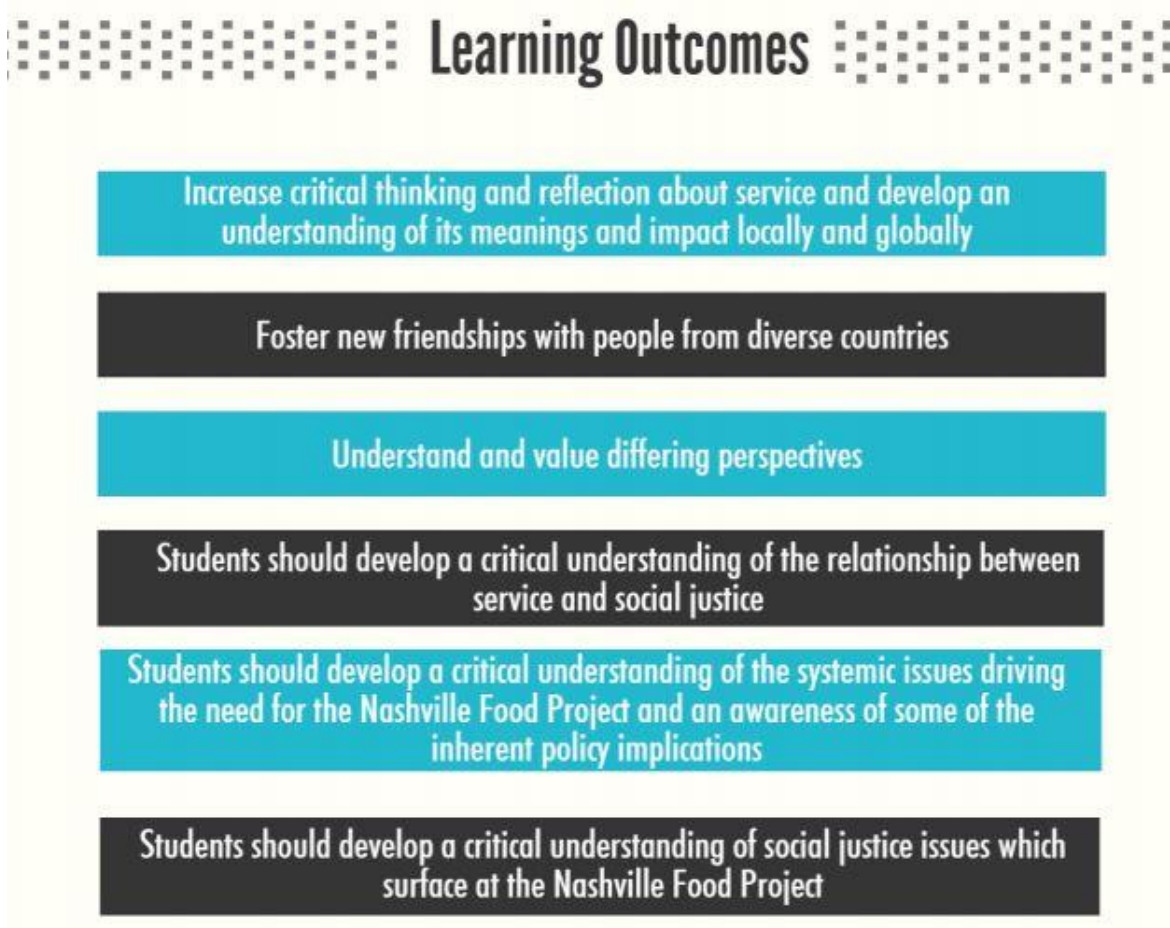 Learning Outcomes
Increase critical thinking and reflection about service and develop an
understanding of its meanings and impact locally and globally
Foster new friendships with people from diverse countries
Understand and value differing perspectives
Students should develop a critical understanding of the relationship between
service and social justice
Students should develop a critical understanding of the systemic issues driving
the need for the Nashville Food Project and an awareness of some of the
inherent policy implications
Students should develop a critical understanding of social justice issues which
surface at the Nashville Food Project